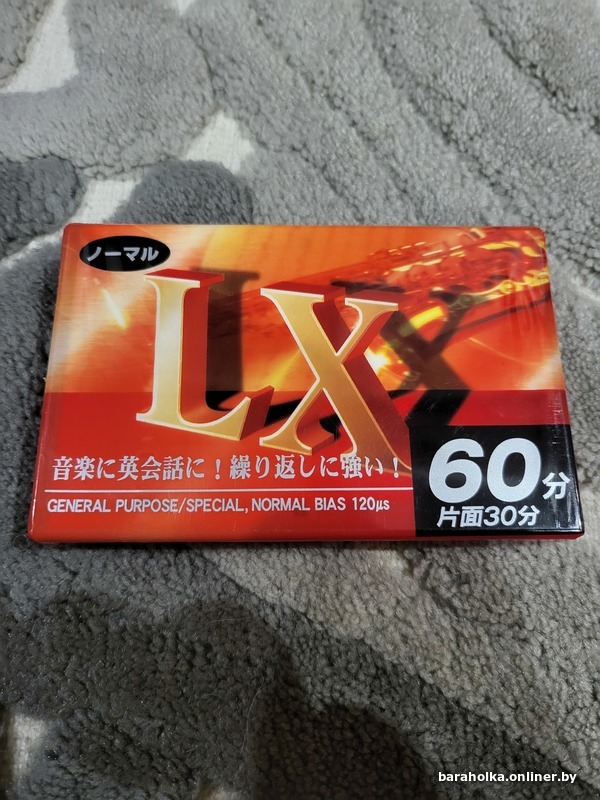 ノーマル
LX
音楽に英会話に！繰り返しに強い！
GENERAL PURPOSE/SPECIAL, NORMAL BIAS 120μs
60分
片面30分
baraholka.onliner.by